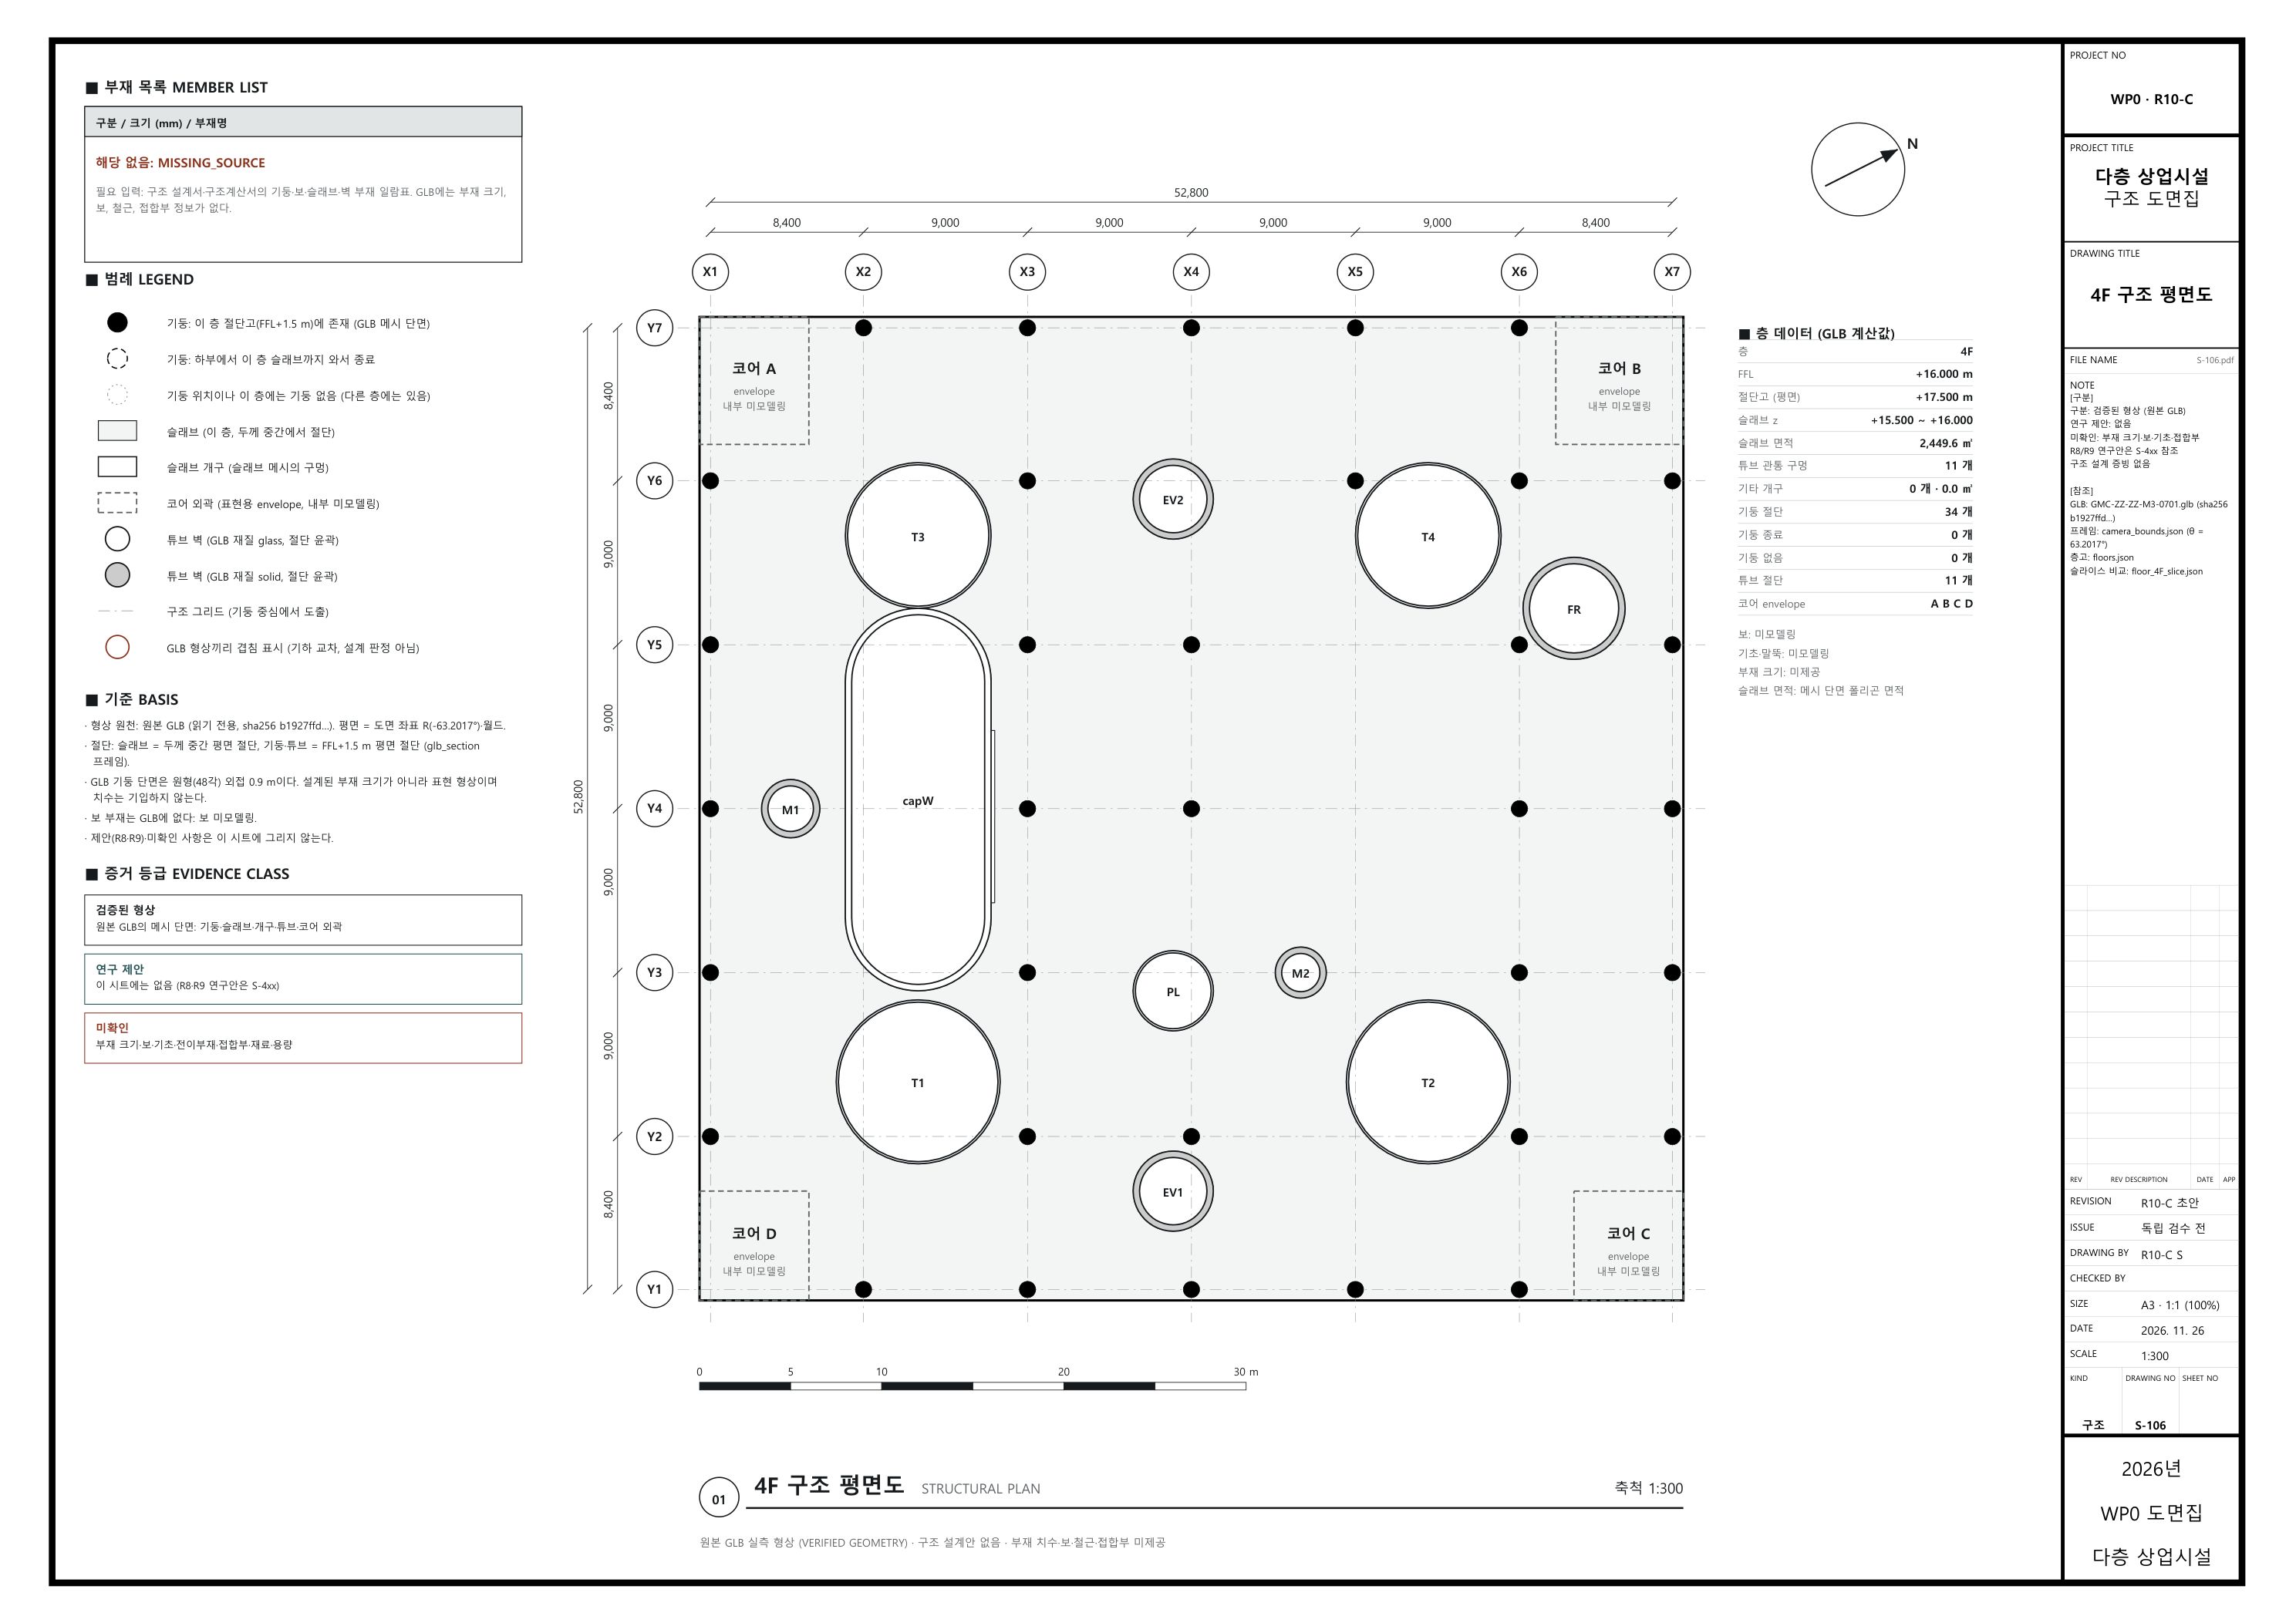 ■ 부재 목록 MEMBER LIST
구분 / 크기 (mm) / 부재명
해당 없음: MISSING_SOURCE
필요 입력: 구조 설계서·구조계산서의 기둥·보·슬래브·벽 부재 일람표. GLB에는 부재 크기,
보, 철근, 접합부 정보가 없다.
■ 범례 LEGEND
기둥: 이 층 절단고(FFL+1.5 m)에 존재 (GLB 메시 단면)
기둥: 하부에서 이 층 슬래브까지 와서 종료
기둥 위치이나 이 층에는 기둥 없음 (다른 층에는 있음)
슬래브 (이 층, 두께 중간에서 절단)
슬래브 개구 (슬래브 메시의 구멍)
코어 외곽 (표현용 envelope, 내부 미모델링)
튜브 벽 (GLB 재질 glass, 절단 윤곽)
튜브 벽 (GLB 재질 solid, 절단 윤곽)
구조 그리드 (기둥 중심에서 도출)
GLB 형상끼리 겹침 표시 (기하 교차, 설계 판정 아님)
■ 기준 BASIS
· 형상 원천: 원본 GLB (읽기 전용, sha256 b1927ffd…). 평면 = 도면 좌표 R(-63.2017°)·월드.
· 절단: 슬래브 = 두께 중간 평면 절단, 기둥·튜브 = FFL+1.5 m 평면 절단 (glb_section
프레임).
· GLB 기둥 단면은 원형(48각) 외접 0.9 m이다. 설계된 부재 크기가 아니라 표현 형상이며
치수는 기입하지 않는다.
· 보 부재는 GLB에 없다: 보 미모델링.
· 제안(R8·R9)·미확인 사항은 이 시트에 그리지 않는다.
■ 증거 등급 EVIDENCE CLASS
검증된 형상
원본 GLB의 메시 단면: 기둥·슬래브·개구·튜브·코어 외곽
연구 제안
이 시트에는 없음 (R8·R9 연구안은 S-4xx)
미확인
부재 크기·보·기초·전이부재·접합부·재료·용량
52,800
8,400 9,000 9,000 9,000 9,000 8,400
X1 X2 X3 X4 X5 X6 X7
Y7
Y6
Y5
Y4
Y3
Y2
Y1
52,800
8,400
9,000
9,000
9,000
9,000
8,400
코어 A
envelope
내부 미모델링
코어 B
envelope
내부 미모델링
T3
EV2
T4
FR
M1
capW
PL
M2
T1
T2
EV1
코어 D
envelope
내부 미모델링
코어 C
envelope
내부 미모델링
0 5 10 20 30 m
01
4F 구조 평면도 STRUCTURAL PLAN
축척 1:300
원본 GLB 실측 형상 (VERIFIED GEOMETRY) · 구조 설계안 없음 · 부재 치수·보·철근·접합부 미제공
N
■ 층 데이터 (GLB 계산값)
층 4F
FFL +16.000 m
절단고 (평면) +17.500 m
슬래브 z +15.500 ~ +16.000
슬래브 면적 2,449.6 ㎡
튜브 관통 구멍 11 개
기타 개구 0 개 · 0.0 ㎡
기둥 절단 34 개
기둥 종료 0 개
기둥 없음 0 개
튜브 절단 11 개
코어 envelope A B C D
보: 미모델링
기초·말뚝: 미모델링
부재 크기: 미제공
슬래브 면적: 메시 단면 폴리곤 면적
PROJECT NO
WP0 · R10-C
PROJECT TITLE
다층 상업시설
구조 도면집
DRAWING TITLE
4F 구조 평면도
FILE NAME S-106.pdf
NOTE
[구분]
구분: 검증된 형상 (원본 GLB)
연구 제안: 없음
미확인: 부재 크기·보·기초·접합부
R8/R9 연구안은 S-4xx 참조
구조 설계 증빙 없음
[참조]
GLB: GMC-ZZ-ZZ-M3-0701.glb (sha256
b1927ffd…)
프레임: camera_bounds.json (θ =
63.2017°)
층고: floors.json
슬라이스 비교: floor_4F_slice.json
REV REV DESCRIPTION DATE APP
REVISION R10-C 초안
ISSUE 독립 검수 전
DRAWING BY R10-C S
CHECKED BY
SIZE A3 · 1:1 (100%)
DATE 2026. 11. 26
SCALE 1:300
KIND DRAWING NO SHEET NO
구조 S-106
2026년
WP0 도면집
다층 상업시설